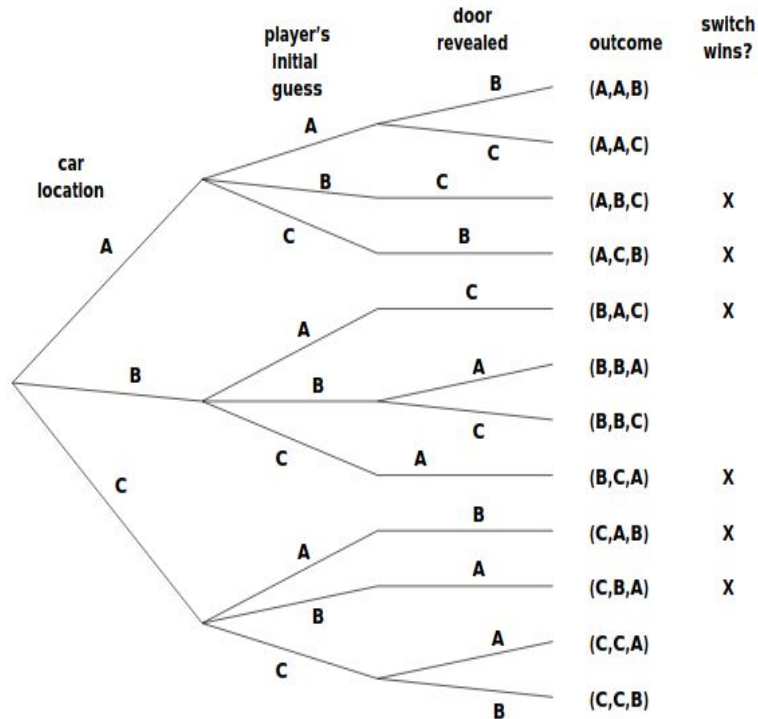 player's
initial
guess
door
revealed
outcome
switch
wins?
car
location
A
B
C
A
B
C
B
C
C
B
(A,A,B)
(A,A,C)
(A,B,C) X
(A,C,B) X
A
B
C
C
A
C
A
(B,A,C) X
(B,B,A)
(B,B,C)
(B,C,A) X
A
B
C
B
A
A
B
(C,A,B) X
(C,B,A) X
(C,C,A)
(C,C,B)